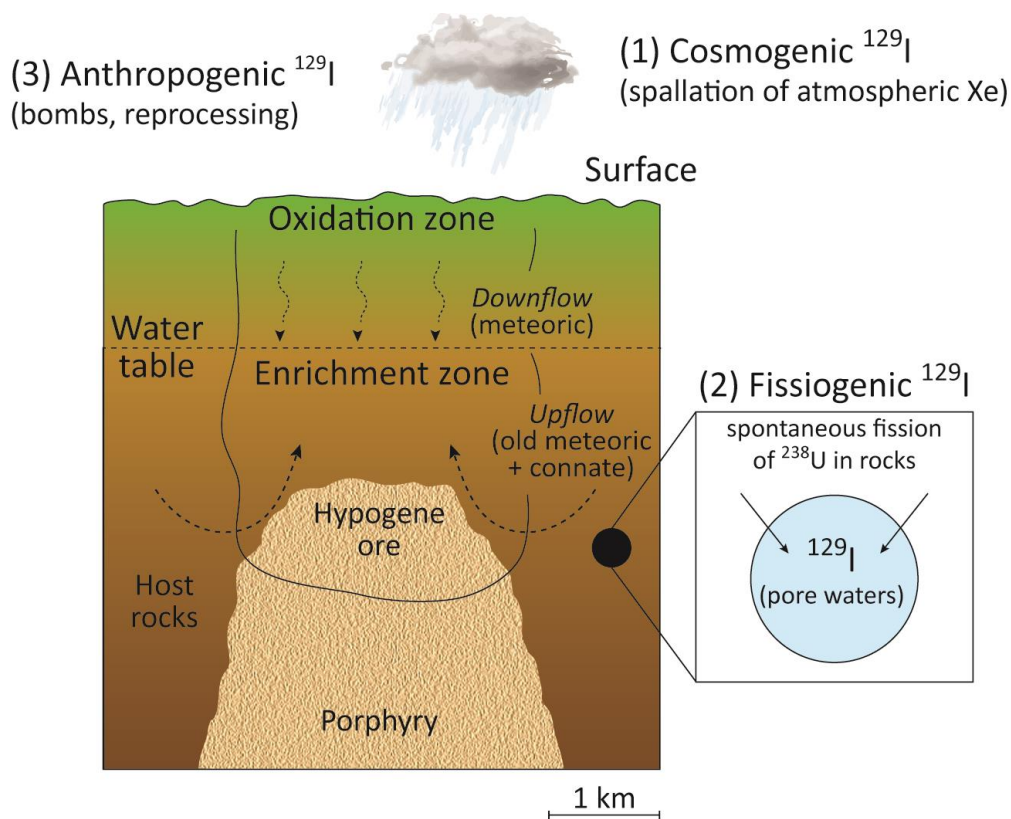 (3) Anthropogenic ¹²⁹I
(bombs, reprocessing)
(1) Cosmogenic ¹²⁹I
(spallation of atmospheric Xe)
Surface
Oxidation zone
Downflow
(meteoric)
Water
table
Enrichment zone
Upflow
(old meteoric
+ connate)
(2) Fissiogenic ¹²⁹I
spontaneous fission
of ²³⁸U in rocks
¹²⁹I
(pore waters)
Hypogene
ore
Host
rocks
Porphyry
1 km